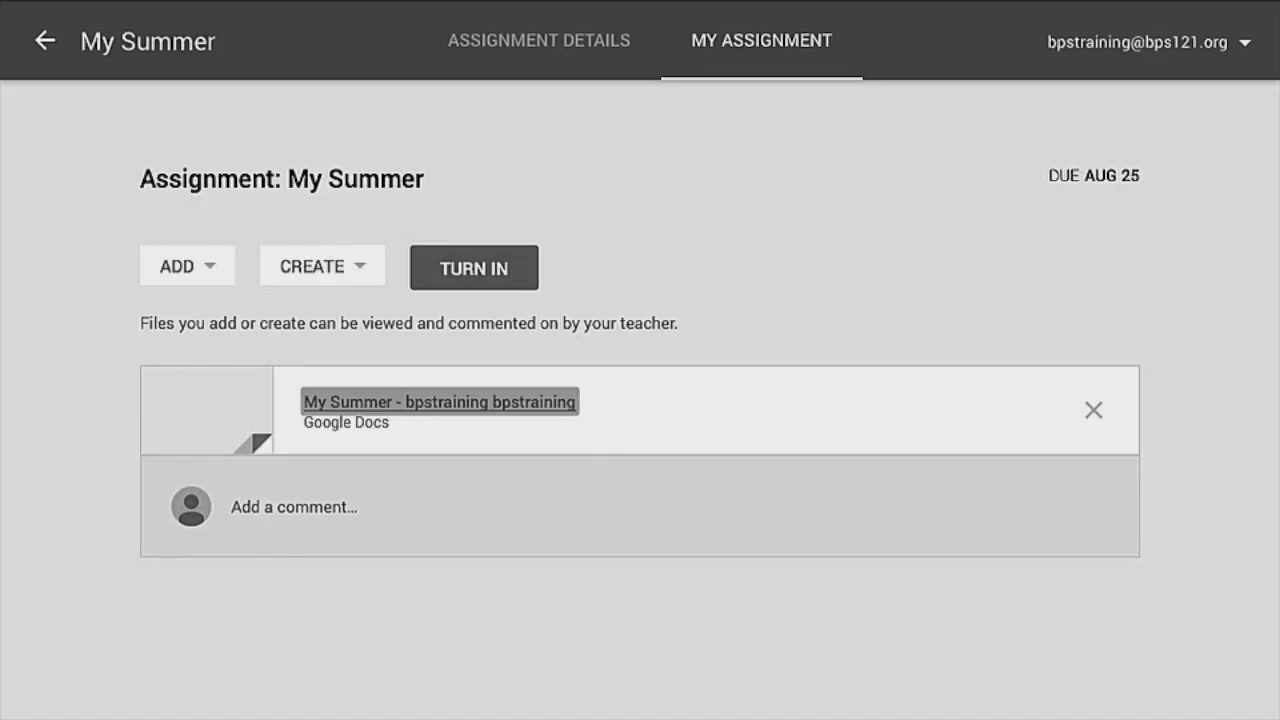 My Summer
ASSIGNMENT DETAILS
MY ASSIGNMENT
bpstraining@bps121.org
Assignment: My Summer
DUE AUG 25
ADD
CREATE
TURN IN
Files you add or create can be viewed and commented on by your teacher.
My Summer - bpstraining bpstraining
Google Docs
Add a comment...